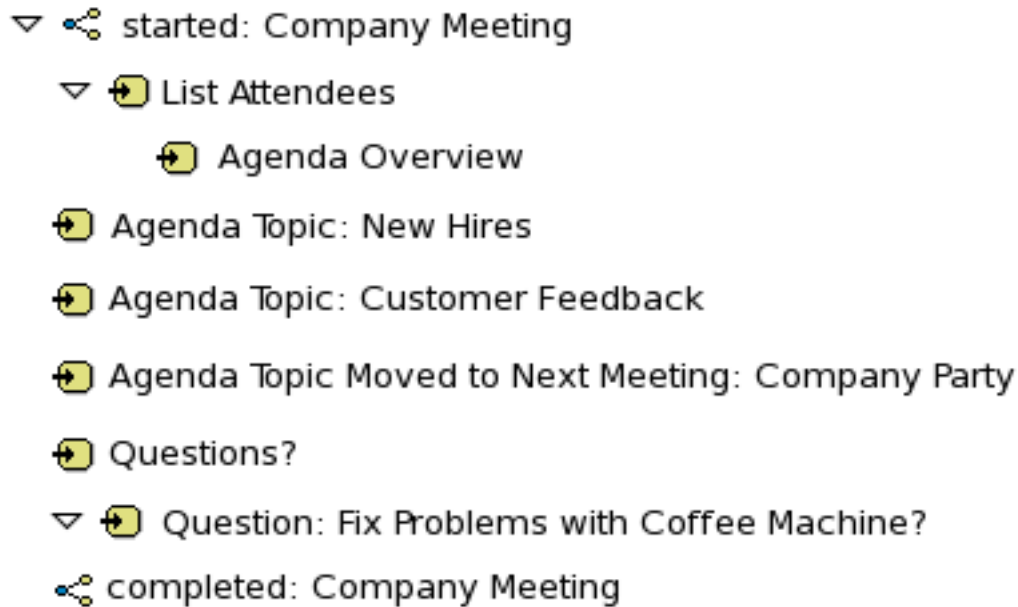 started: Company Meeting
List Attendees
Agenda Overview
Agenda Topic: New Hires
Agenda Topic: Customer Feedback
Agenda Topic Moved to Next Meeting: Company Party
Questions?
Question: Fix Problems with Coffee Machine?
completed: Company Meeting